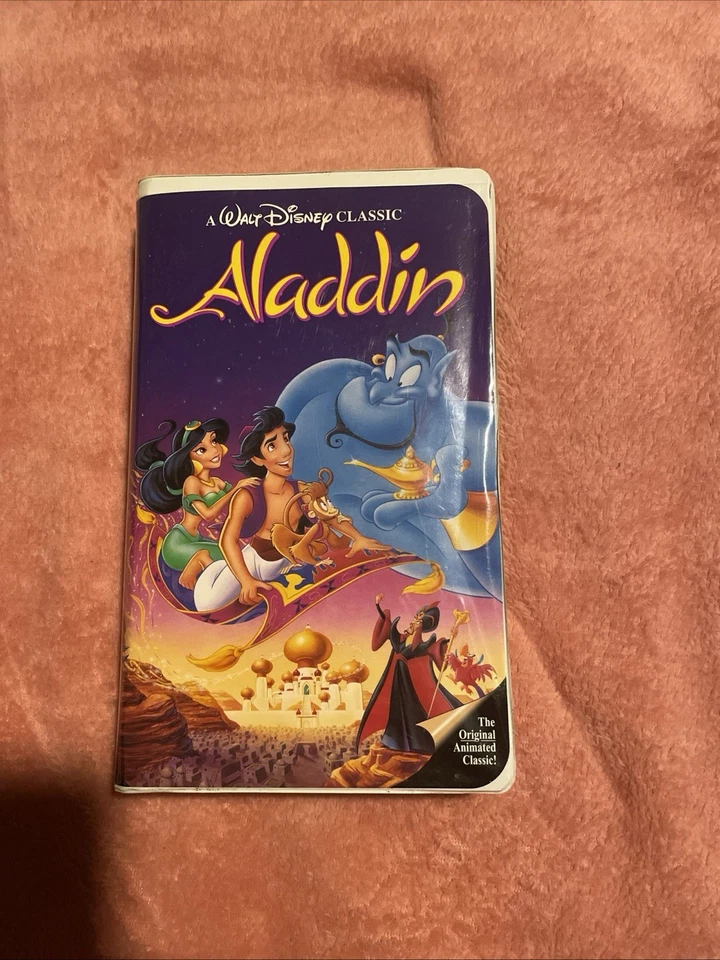 A WALT DISNEY CLASSIC
Aladdin
The
Original
Animated
Classic!